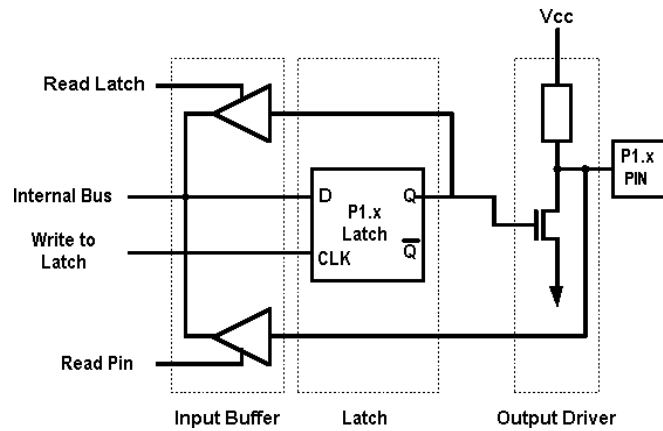 Vcc
Read Latch
P1.x
PIN
Internal Bus
D
Q
P1.x
Latch
Write to
Latch
CLK
Q
Read Pin
Input Buffer
Latch
Output Driver